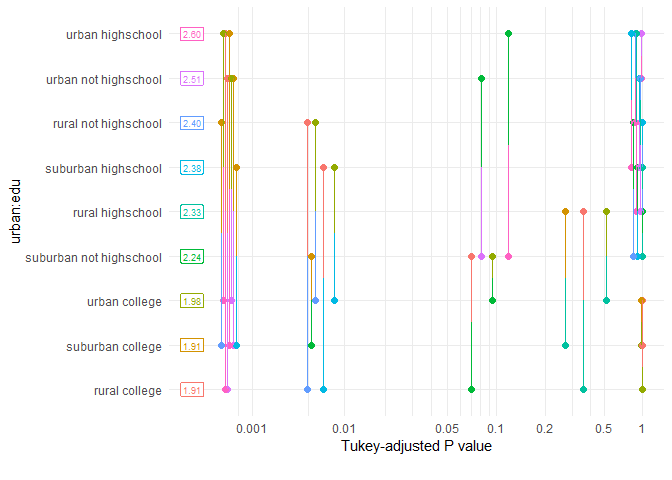 urban:edu
urban highschool 2.60
urban not highschool 2.51
rural not highschool 2.40
suburban highschool 2.38
rural highschool 2.33
suburban not highschool 2.24
urban college 1.98
suburban college 1.91
rural college 1.91
0.001 0.01 0.05 0.1 0.2 0.5 1
Tukey-adjusted P value